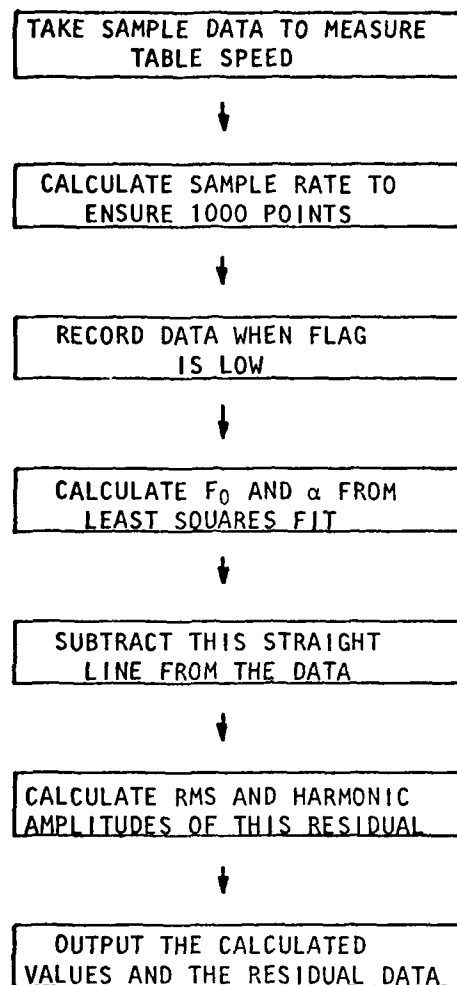 TAKE SAMPLE DATA TO MEASURE
TABLE SPEED
CALCULATE SAMPLE RATE TO
ENSURE 1000 POINTS
RECORD DATA WHEN FLAG
IS LOW
CALCULATE F₀ AND α FROM
LEAST SQUARES FIT
SUBTRACT THIS STRAIGHT
LINE FROM THE DATA
CALCULATE RMS AND HARMONIC
AMPLITUDES OF THIS RESIDUAL
OUTPUT THE CALCULATED
VALUES AND THE RESIDUAL DATA